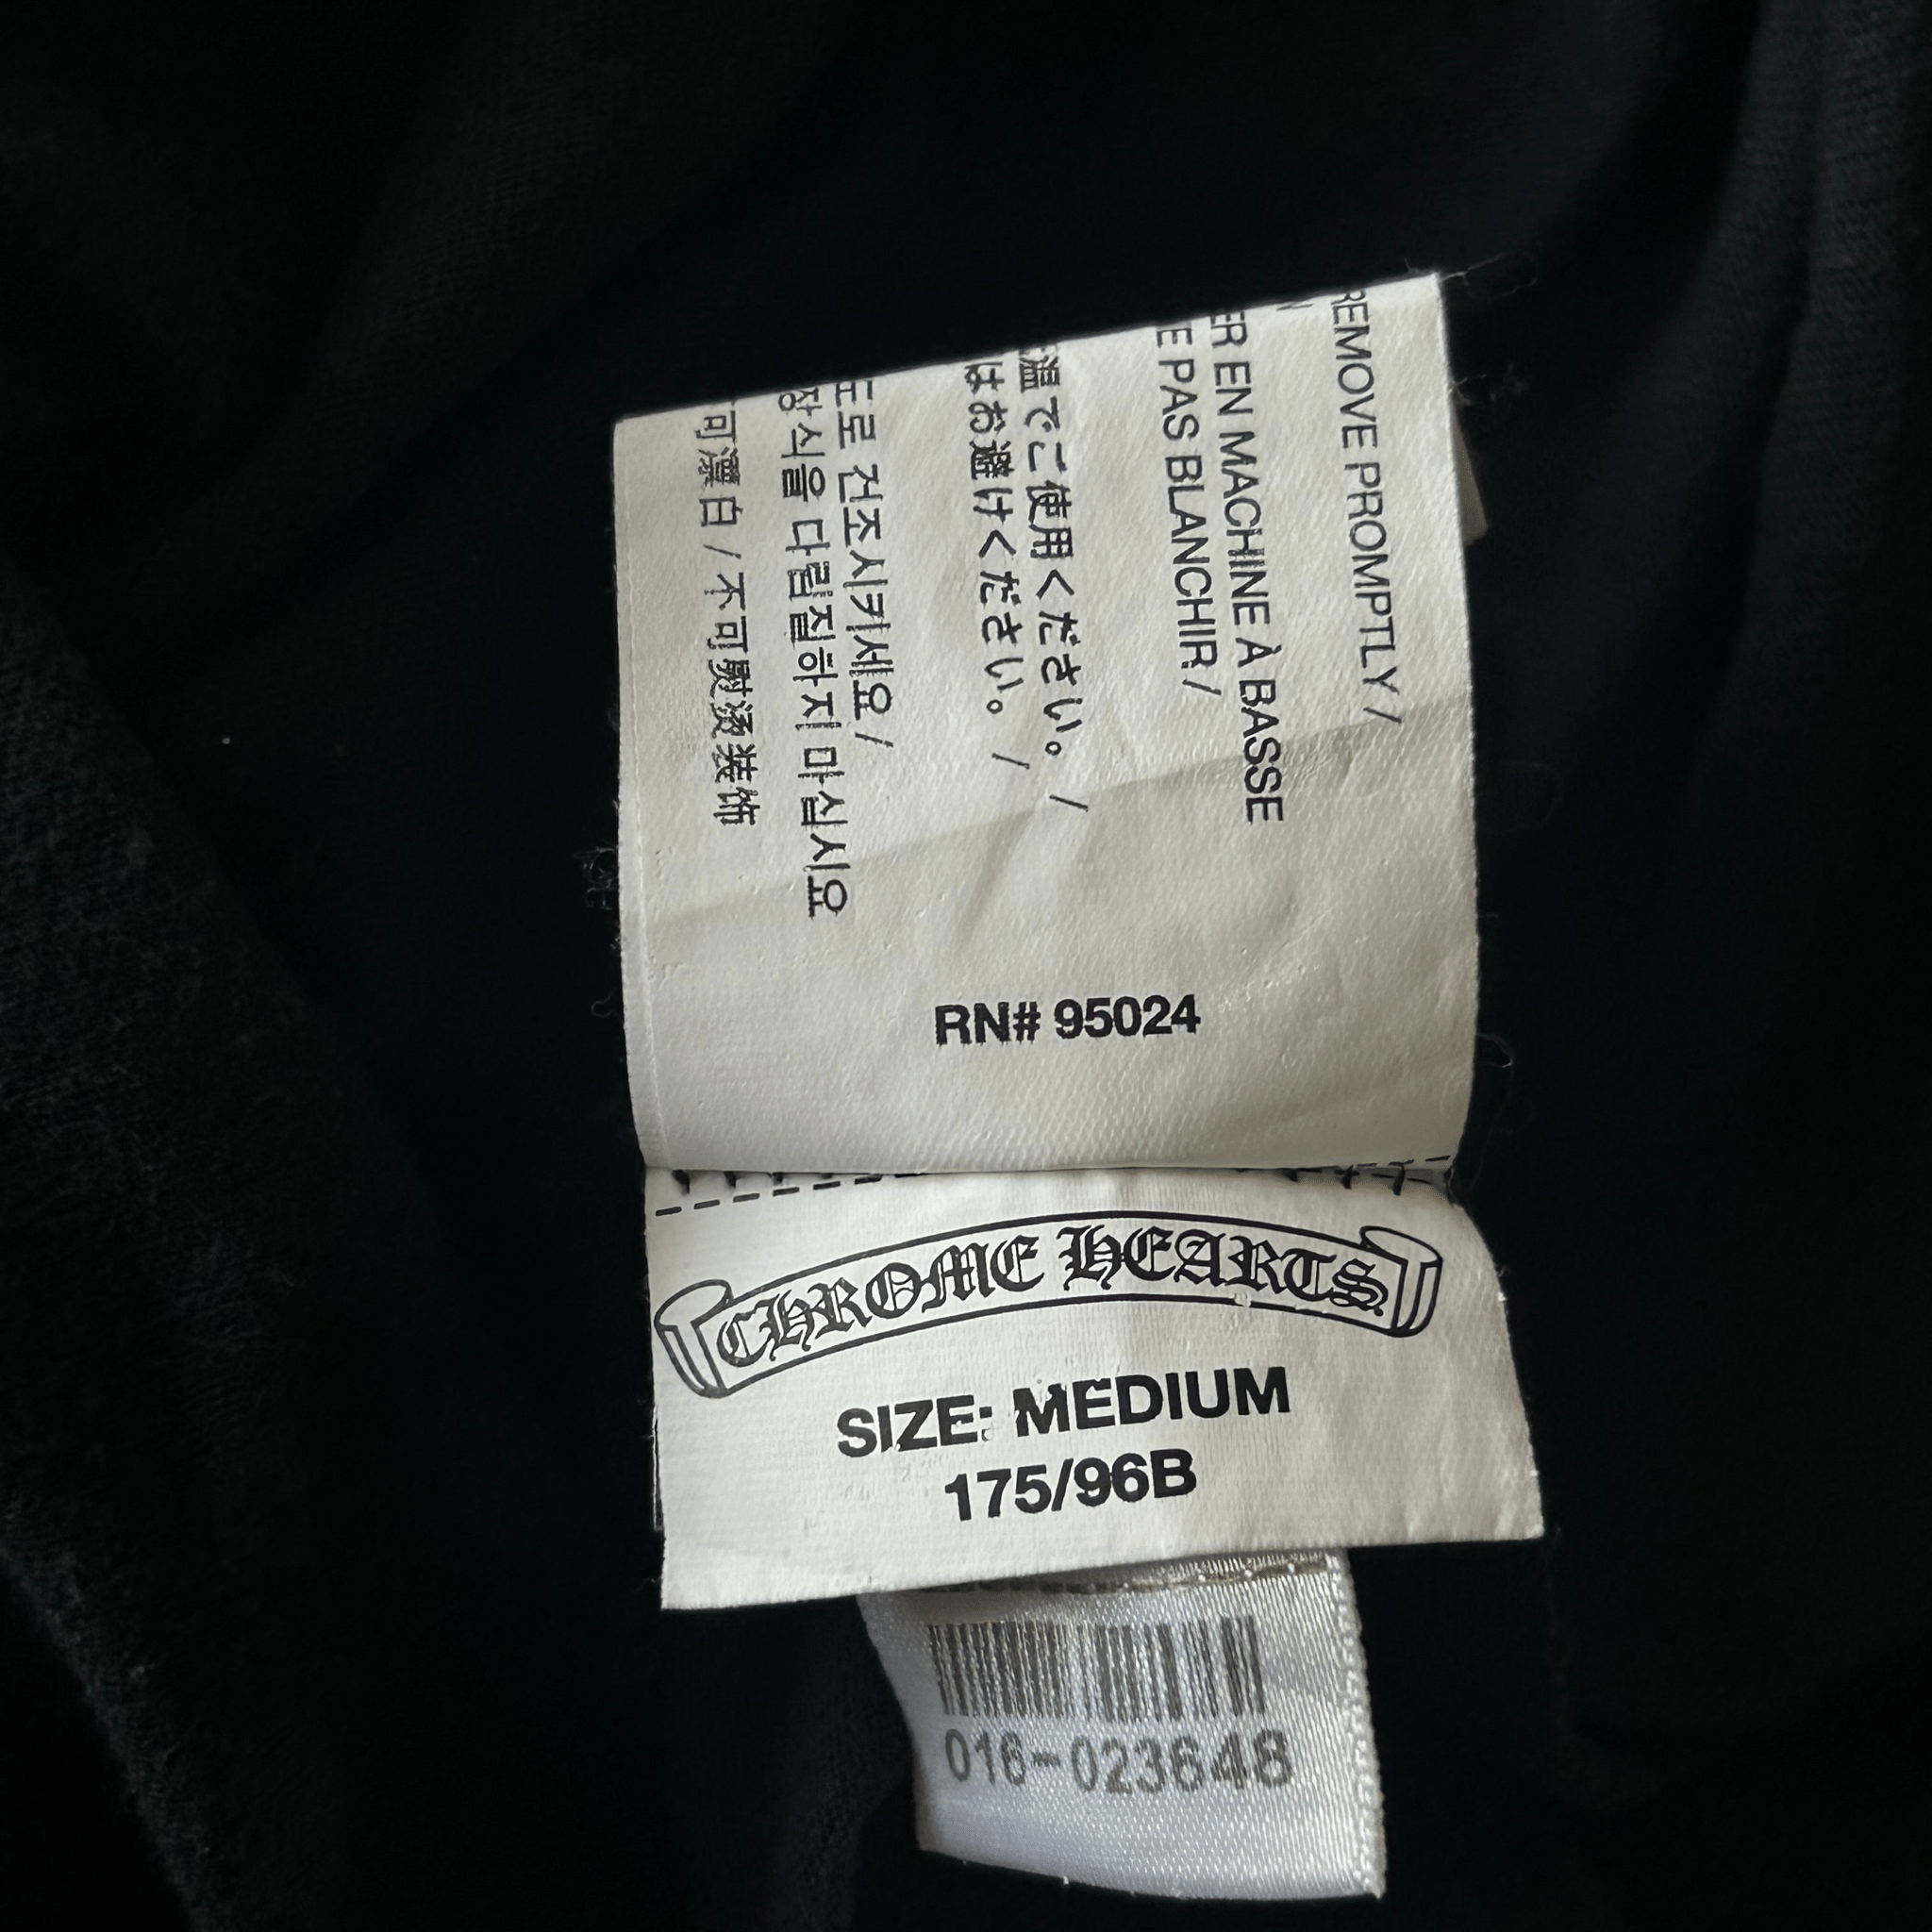 REMOVE PROMPTLY /
ER EN MACHINE À BASSE
E PAS BLANCHIR /
温でご使用ください。 /
はお避けください。 /
도로 건조시키세요 /
장식을 다림질하지 마십시요
可漂白 / 不可熨烫装饰
RN# 95024
CHROME HEARTS
SIZE: MEDIUM
175/96B
016-023648